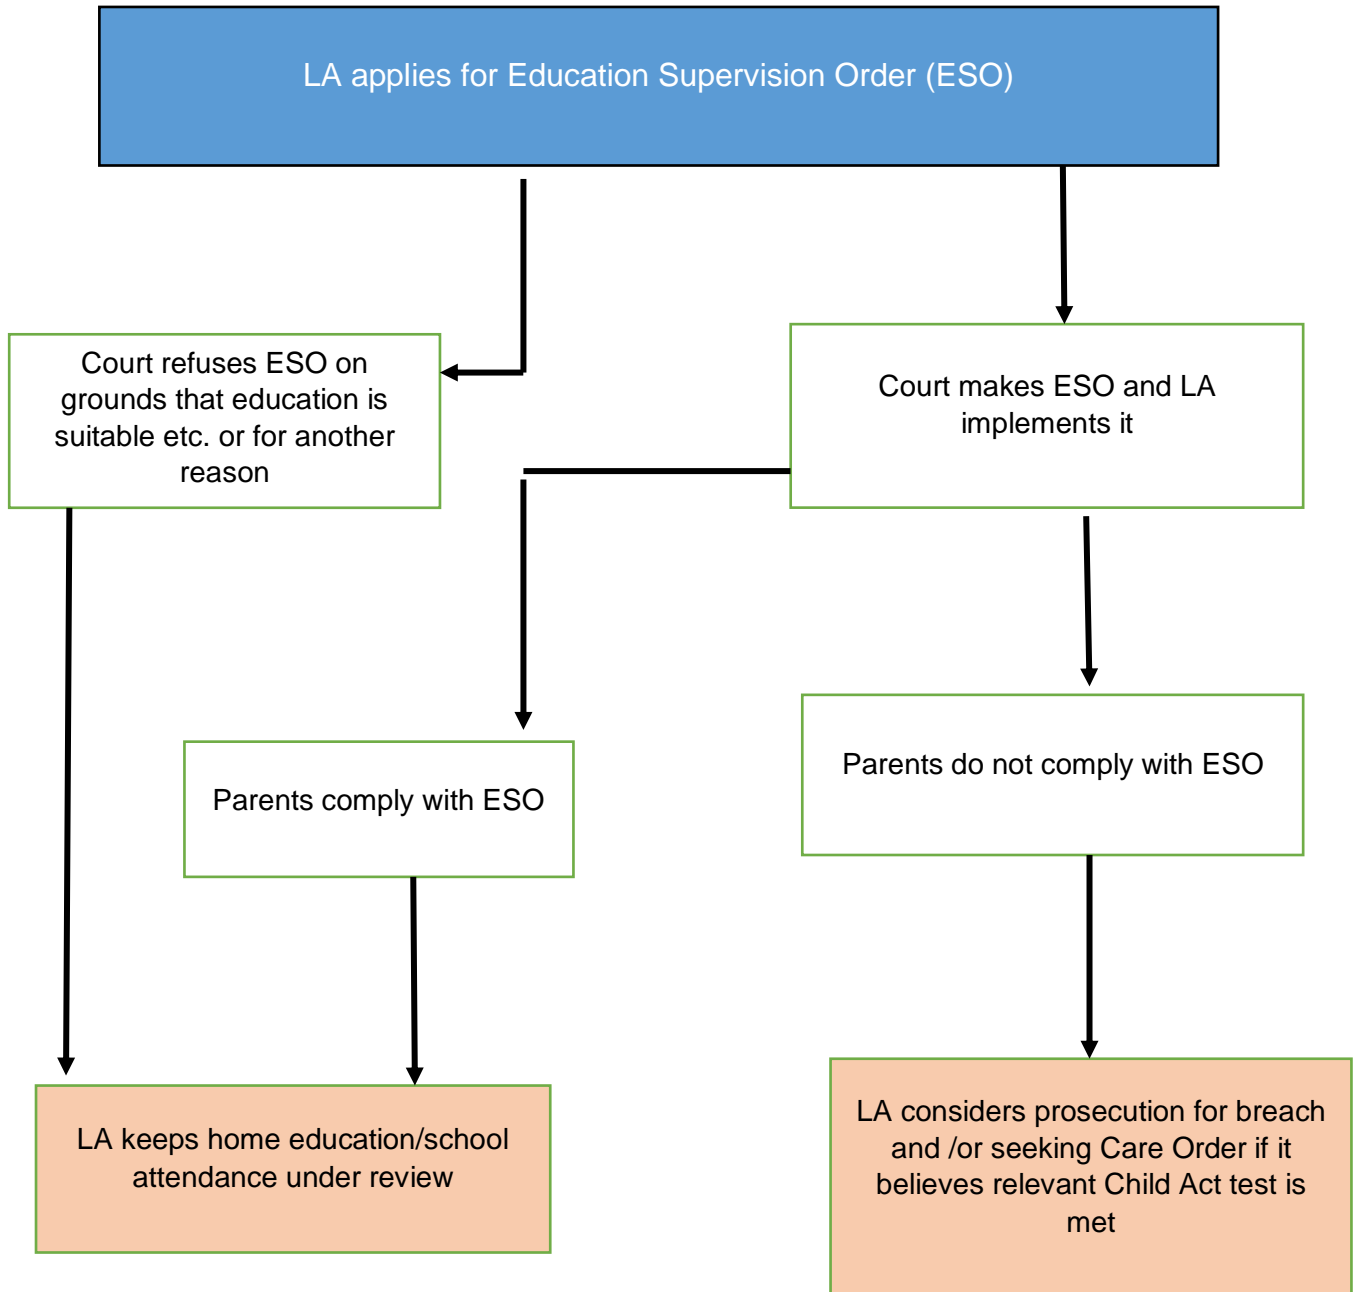 LA applies for Education Supervision Order (ESO)
Court refuses ESO on
grounds that education is
suitable etc. or for another
reason
Court makes ESO and LA
implements it
Parents comply with ESO
Parents do not comply with ESO
LA keeps home education/school
attendance under review
LA considers prosecution for breach
and /or seeking Care Order if it
believes relevant Child Act test is
met